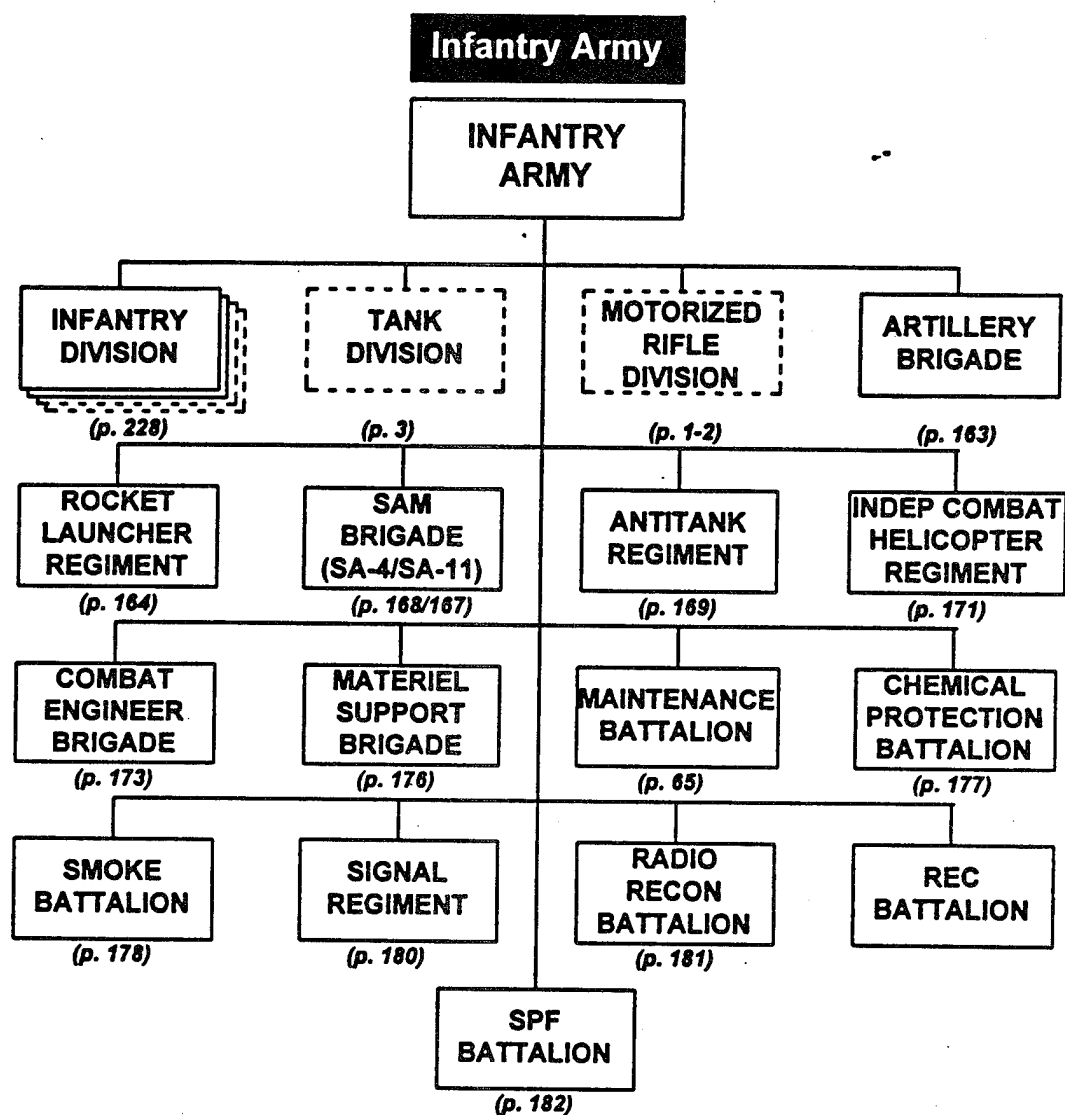 Infantry Army
INFANTRY
ARMY
INFANTRY
DIVISION
(p. 228)
TANK
DIVISION
(p. 3)
MOTORIZED
RIFLE
DIVISION
(p. 1-2)
ARTILLERY
BRIGADE
(p. 163)
ROCKET
LAUNCHER
REGIMENT
(p. 164)
SAM
BRIGADE
(SA-4/SA-11)
(p. 168/167)
ANTITANK
REGIMENT
(p. 169)
INDEP COMBAT
HELICOPTER
REGIMENT
(p. 171)
COMBAT
ENGINEER
BRIGADE
(p. 173)
MATERIEL
SUPPORT
BRIGADE
(p. 176)
MAINTENANCE
BATTALION
(p. 65)
CHEMICAL
PROTECTION
BATTALION
(p. 177)
SMOKE
BATTALION
(p. 178)
SIGNAL
REGIMENT
(p. 180)
RADIO
RECON
BATTALION
(p. 181)
REC
BATTALION
SPF
BATTALION
(p. 182)